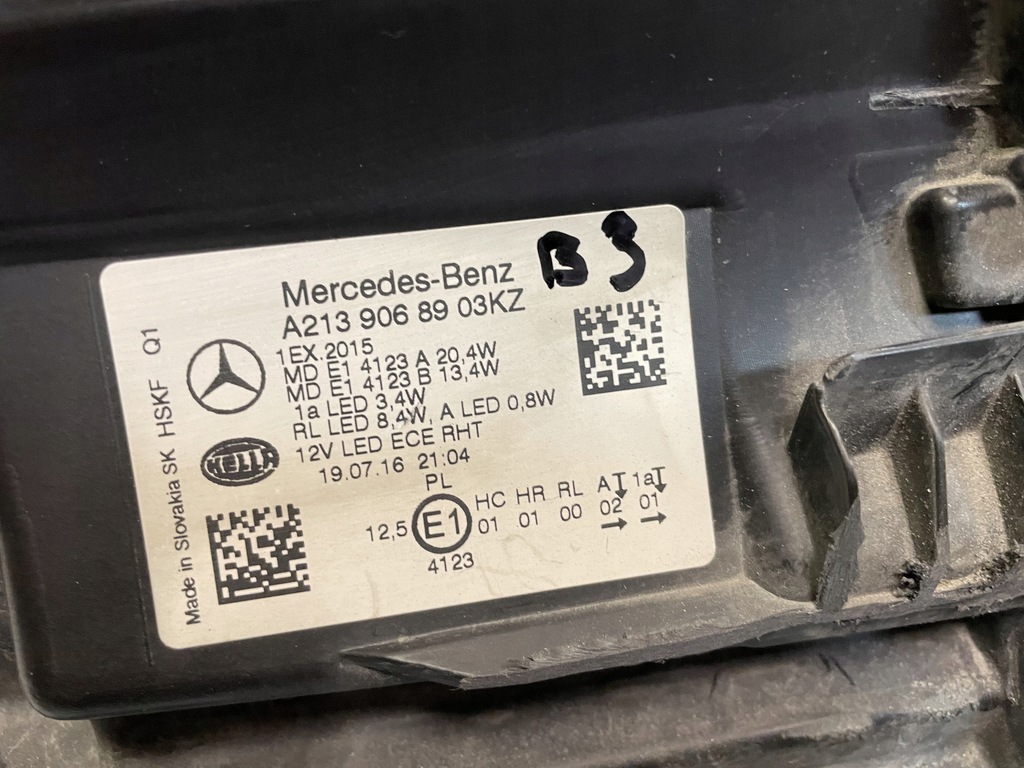 B3
Mercedes-Benz
A213 906 89 03KZ
1EX.2015
MD E1 4123 A 20,4W
MD E1 4123 B 13,4W
1a LED 3,4W
RL LED 8,4W, A LED 0,8W
12V LED ECE RHT
19.07.16 21:04
HELLA
Made in Slovakia SK HSKF Q1
PL
HC HR RL A 1a
12,5 E1 01 01 00 02 01
4123